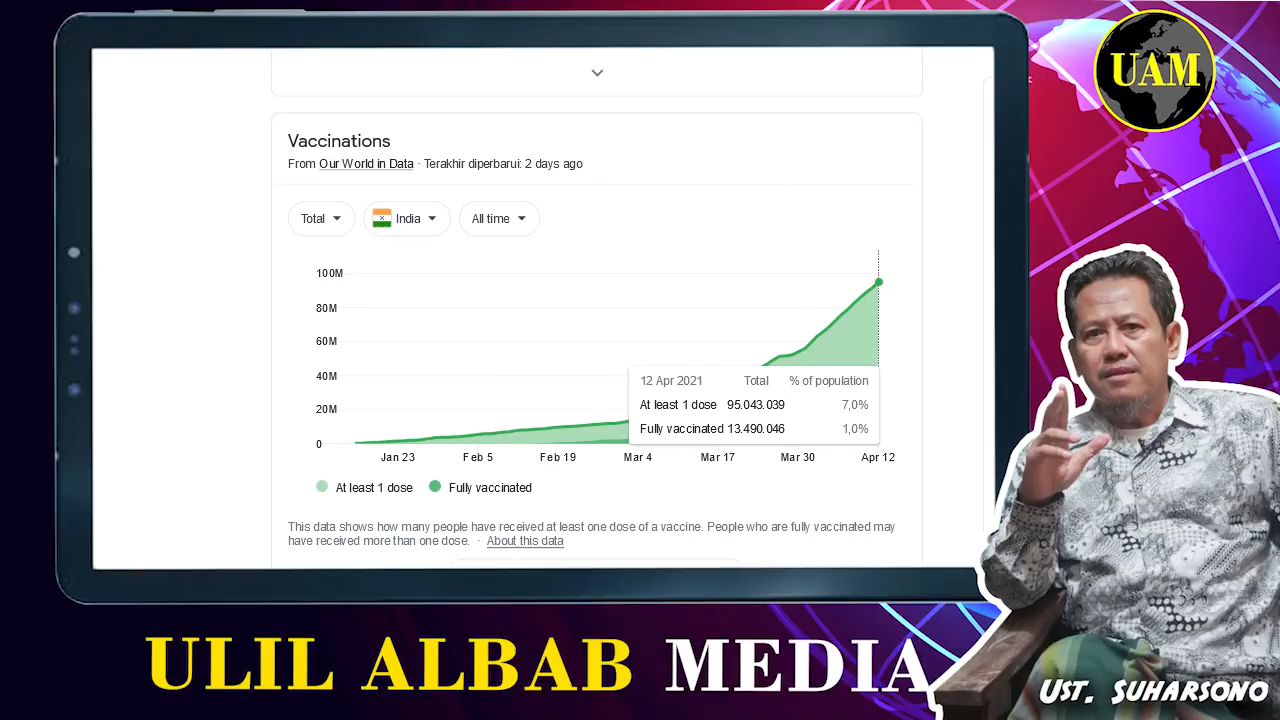 UAM
Vaccinations
From Our World in Data · Terakhir diperbarui: 2 days ago
Total India All time
100M
80M
60M
40M
20M
0
12 Apr 2021 Total % of population
At least 1 dose 95.043.039 7,0%
Fully vaccinated 13.490.046 1,0%
Jan 23 Feb 5 Feb 19 Mar 4 Mar 17 Mar 30 Apr 12
At least 1 dose Fully vaccinated
This data shows how many people have received at least one dose of a vaccine. People who are fully vaccinated may
have received more than one dose. · About this data
ULIL ALBAB MEDIA
UST. SUHARSONO